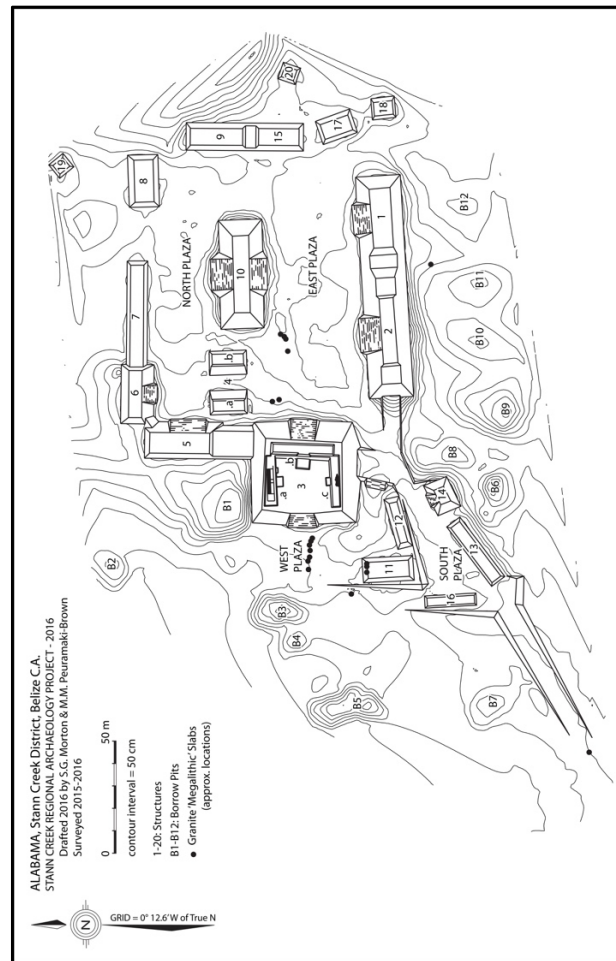 ALABAMA, Stann Creek District, Belize C.A.
STANN CREEK REGIONAL ARCHAEOLOGY PROJECT - 2016
Drafted 2016 by S.G. Morton & M.M. Peuramaki-Brown
Surveyed 2015-2016
0 50 m
contour interval = 50 cm
1-20: Structures
B1-B12: Borrow Pits
Granite 'Megalithic' Slabs
(approx. locations)
N
GRID = 0° 12.6' W of True N
19
8
9
15
20
17
18
7
NORTH PLAZA
10
EAST PLAZA
1
B12
6
4
.a
.b
2
B11
B10
5
B9
B1
.a
.b
3
.c
B8
B6
B2
WEST
PLAZA
12
14
11
SOUTH
PLAZA
13
16
B3
B4
B5
B7